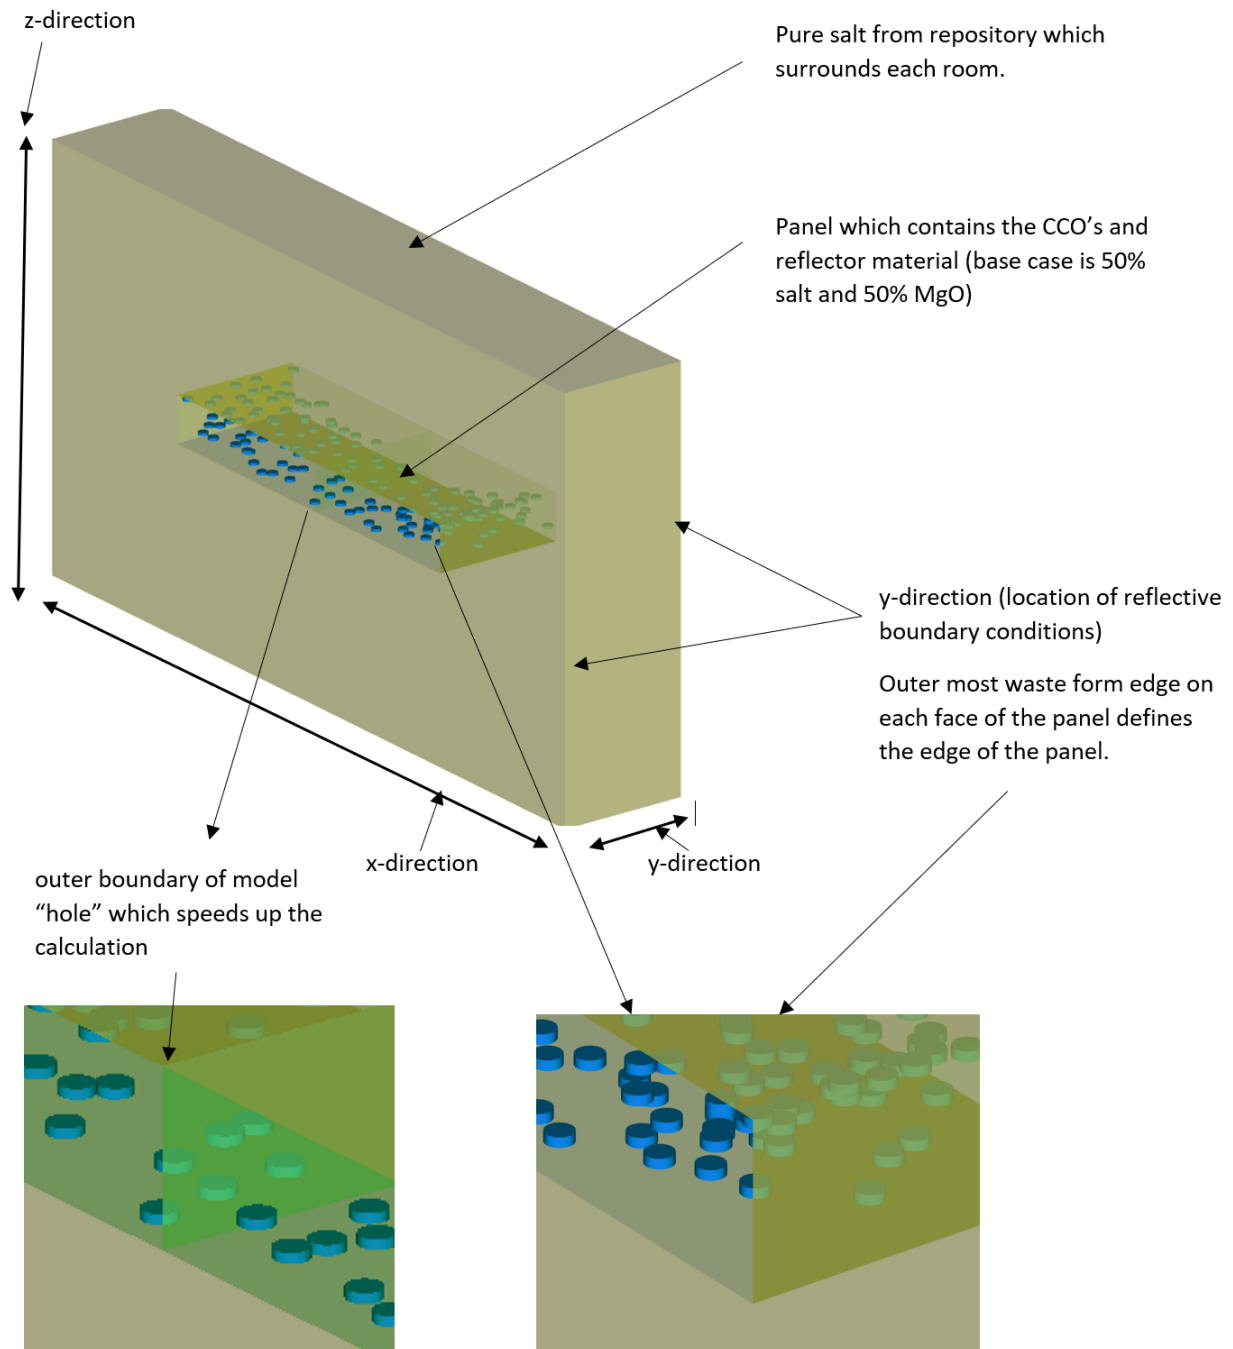 z-direction
Pure salt from repository which
surrounds each room.
Panel which contains the CCO’s and
reflector material (base case is 50%
salt and 50% MgO)
y-direction (location of reflective
boundary conditions)
Outer most waste form edge on
each face of the panel defines
the edge of the panel.
x-direction
y-direction
outer boundary of model
“hole” which speeds up the
calculation